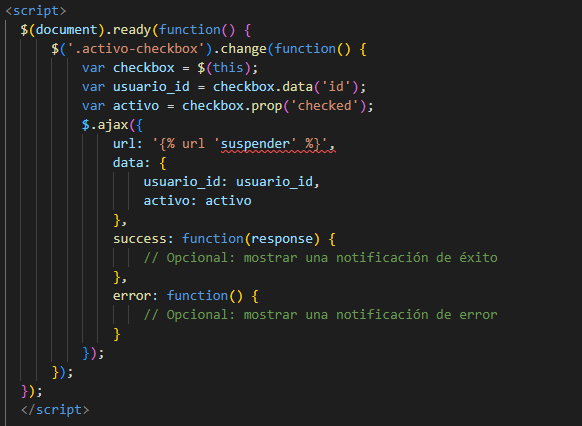 <script>
$(document).ready(function() {
$('.activo-checkbox').change(function() {
var checkbox = $(this);
var usuario_id = checkbox.data('id');
var activo = checkbox.prop('checked');
$.ajax({
url: '{% url 'suspender' %}',
data: {
usuario_id: usuario_id,
activo: activo
},
success: function(response) {
// Opcional: mostrar una notificación de éxito
},
error: function() {
// Opcional: mostrar una notificación de error
}
});
});
});
</script>